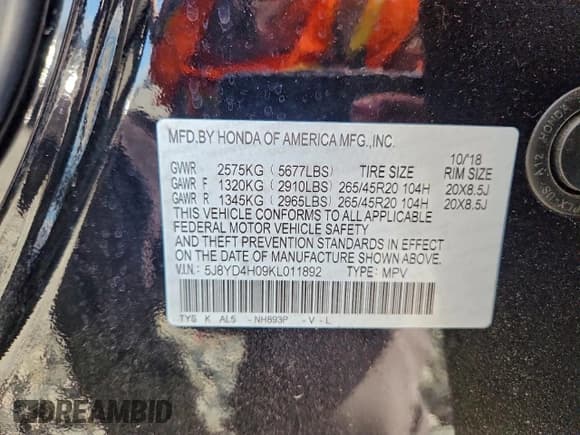 MFD.BY HONDA OF AMERICA MFG.,INC.
10/18
GVWR 2575KG (5677LBS) TIRE SIZE RIM SIZE
GAWR F 1320KG (2910LBS) 265/45R20 104H 20X8.5J
GAWR R 1345KG (2965LBS) 265/45R20 104H 20X8.5J
THIS VEHICLE CONFORMS TO ALL APPLICABLE
FEDERAL MOTOR VEHICLE SAFETY
AND THEFT PREVENTION STANDARDS IN EFFECT
ON THE DATE OF MANUFACTURE SHOWN ABOVE.
V.I.N.: 5J8YD4H09KL011892 TYPE: MPV
TYS K AL5 - NH893P - V - L
A12 HONDA
DREAMBID